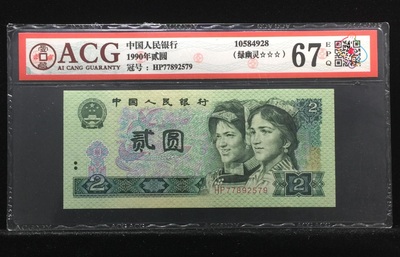 ACG
AI CANG GUARANTY
中国人民银行
1990年贰圆
冠号：HP77892579
10584928
(绿幽灵☆☆☆)
67 EPQ
中国人民银行
2
贰圆
HP77892579
2
2